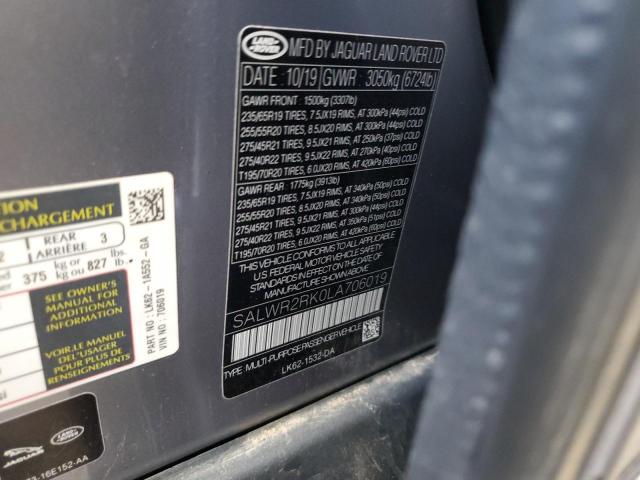 LAND-ROVER
MFD BY JAGUAR LAND ROVER LTD
DATE 10/19 GVWR 3050kg (6724lb)
GAWR FRONT 1500kg (3307lb)
235/65R19 TIRES, 7.5JX19 RIMS, AT 300kPa (44psi) COLD
255/55R20 TIRES, 8.5JX20 RIMS, AT 300kPa (44psi) COLD
275/45R21 TIRES, 9.5JX21 RIMS, AT 250kPa (37psi) COLD
275/40R22 TIRES, 9.5JX22 RIMS, AT 270kPa (40psi) COLD
T195/70R20 TIRES, 6.0JX20 RIMS, AT 420kPa (60psi) COLD
GAWR REAR 1775kg (3913lb)
235/65R19 TIRES, 7.5JX19 RIMS, AT 340kPa (50psi) COLD
255/55R20 TIRES, 8.5JX20 RIMS, AT 340kPa (50psi) COLD
275/45R21 TIRES, 9.5JX21 RIMS, AT 300kPa (44psi) COLD
275/40R22 TIRES, 9.5JX22 RIMS, AT 350kPa (51psi) COLD
T195/70R20 TIRES, 6.0JX20 RIMS, AT 420kPa (60psi) COLD
THIS VEHICLE CONFORMS TO ALL APPLICABLE
U.S. FEDERAL MOTOR VEHICLE SAFETY STANDARDS
IN EFFECT ON THE DATE OF
MANUFACTURE SHOWN ABOVE
SALWR2RK0LA706019
TYPE MULTI-PURPOSE PASSENGER VEHICLE
LK62-1532-DA
CHARGEMENT
REAR
ARRIÈRE 3
375 kg or kg ou 827 lb.
SEE OWNER'S
MANUAL FOR
ADDITIONAL
INFORMATION
VOIR LE MANUEL
DE L'USAGER
POUR PLUS DE
RENSEIGNEMENTS
PART NO: LK62-1A552-GA
VIN: 706019
JAGUAR
LAND-ROVER
-16E152-AA